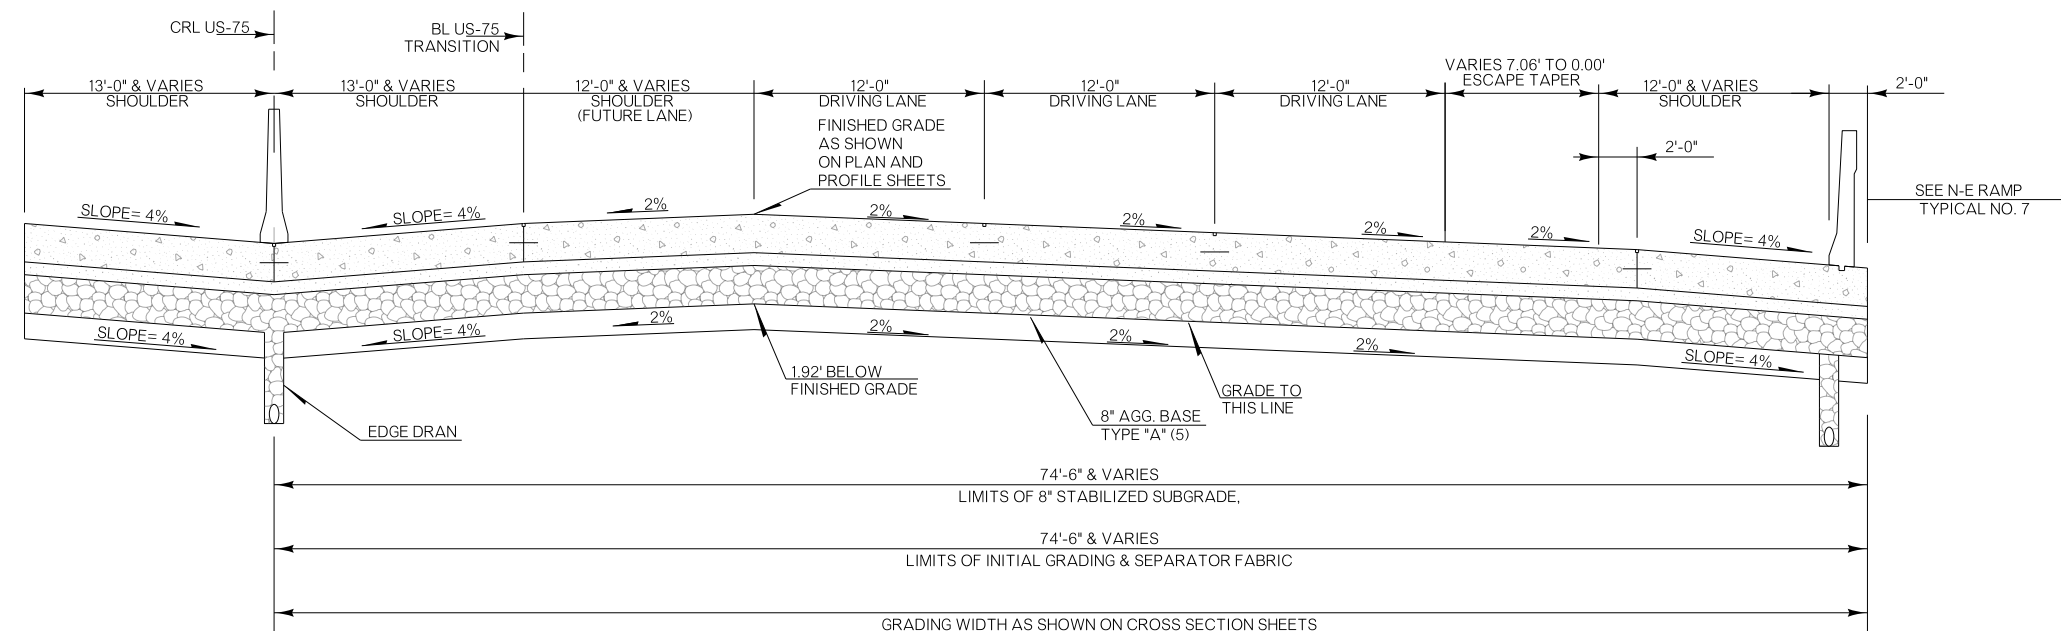 CRL US-75
BL US-75
TRANSITION
13'-0" & VARIES
SHOULDER
13'-0" & VARIES
SHOULDER
12'-0" & VARIES
SHOULDER
(FUTURE LANE)
12'-0"
DRIVING LANE
12'-0"
DRIVING LANE
12'-0"
DRIVING LANE
VARIES 7.06' TO 0.00'
ESCAPE TAPER
12'-0" & VARIES
SHOULDER
2'-0"
FINISHED GRADE
AS SHOWN
ON PLAN AND
PROFILE SHEETS
2'-0"
SEE N-E RAMP
TYPICAL NO. 7
SLOPE= 4%
SLOPE= 4%
2%
2%
2%
2%
2%
SLOPE= 4%
SLOPE= 4%
SLOPE= 4%
2%
2%
2%
2%
SLOPE= 4%
1.92' BELOW
FINISHED GRADE
GRADE TO
THIS LINE
8" AGG. BASE
TYPE "A" (5)
EDGE DRAN
74'-6" & VARIES
LIMITS OF 8" STABILIZED SUBGRADE,
74'-6" & VARIES
LIMITS OF INITIAL GRADING & SEPARATOR FABRIC
GRADING WIDTH AS SHOWN ON CROSS SECTION SHEETS